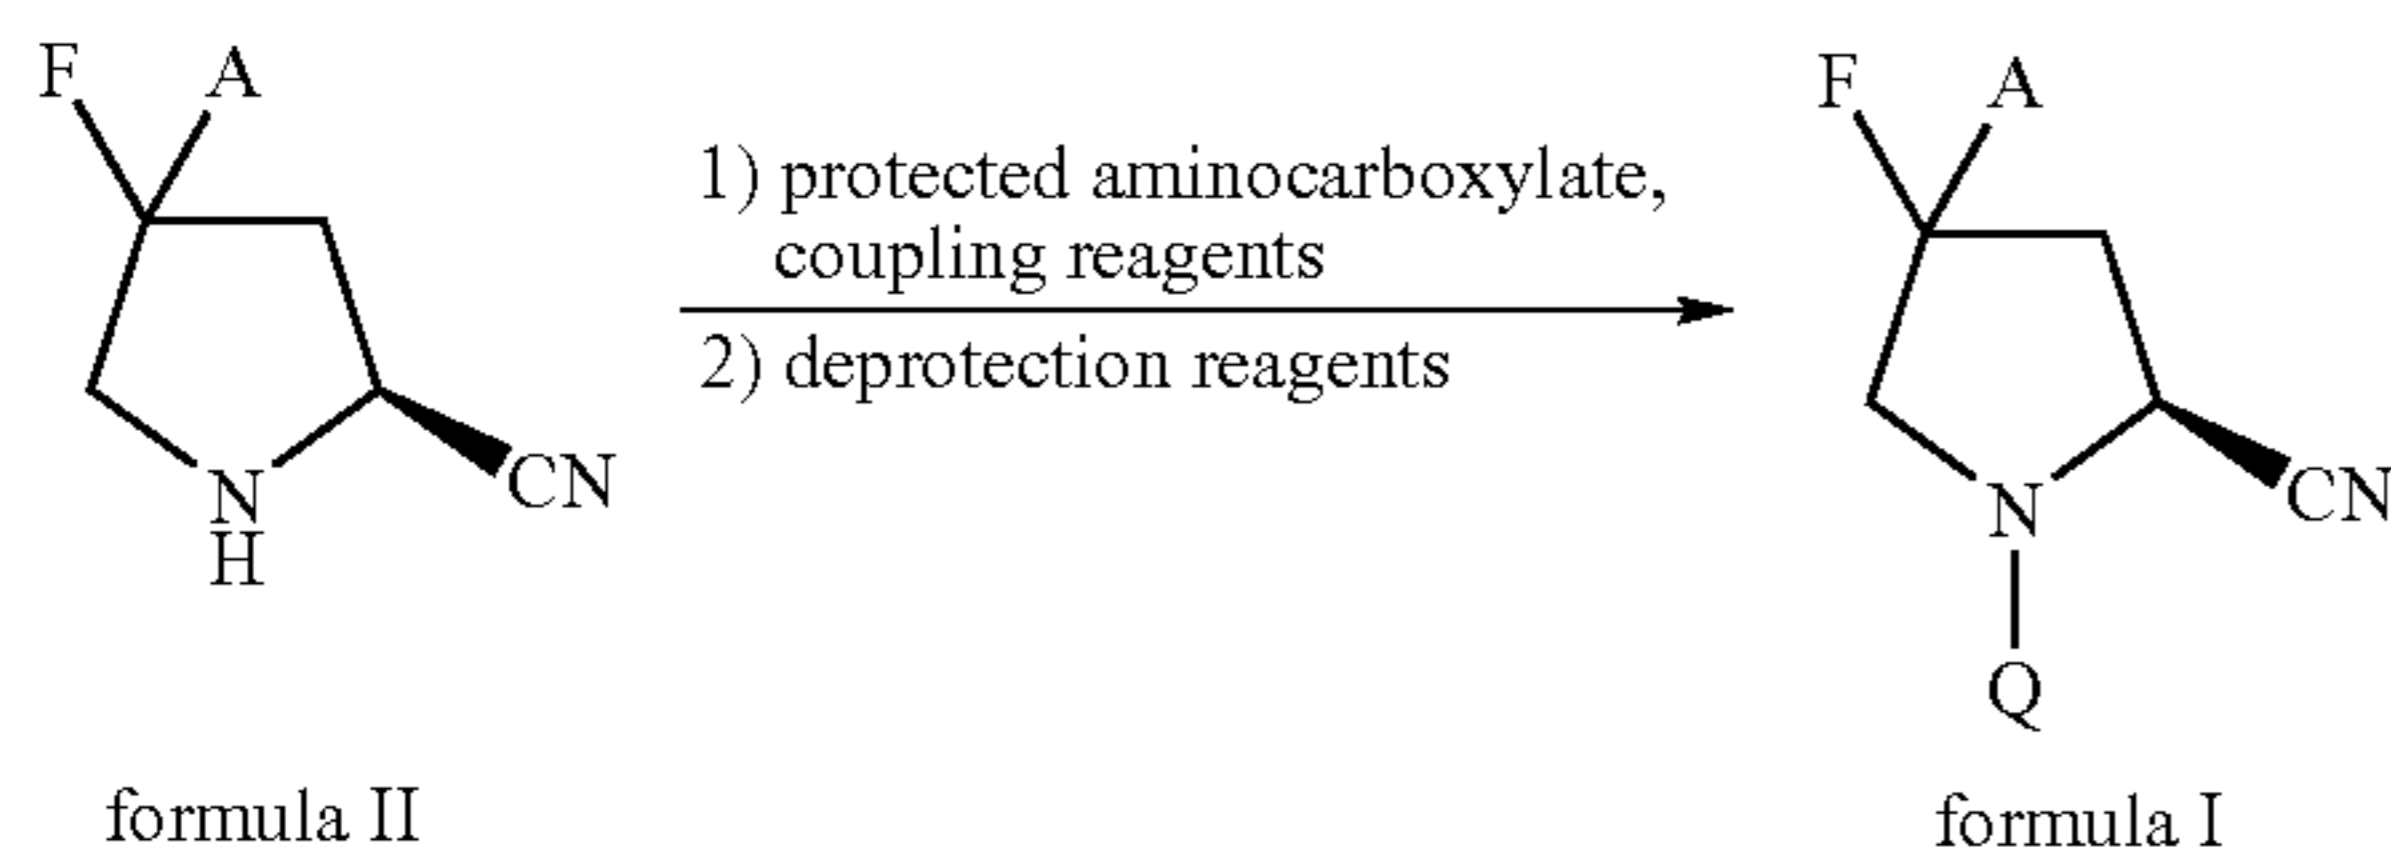 F A
1) protected aminocarboxylate,
coupling reagents
2) deprotection reagents
N
H
CN
formula II
F A
N
CN
Q
formula I